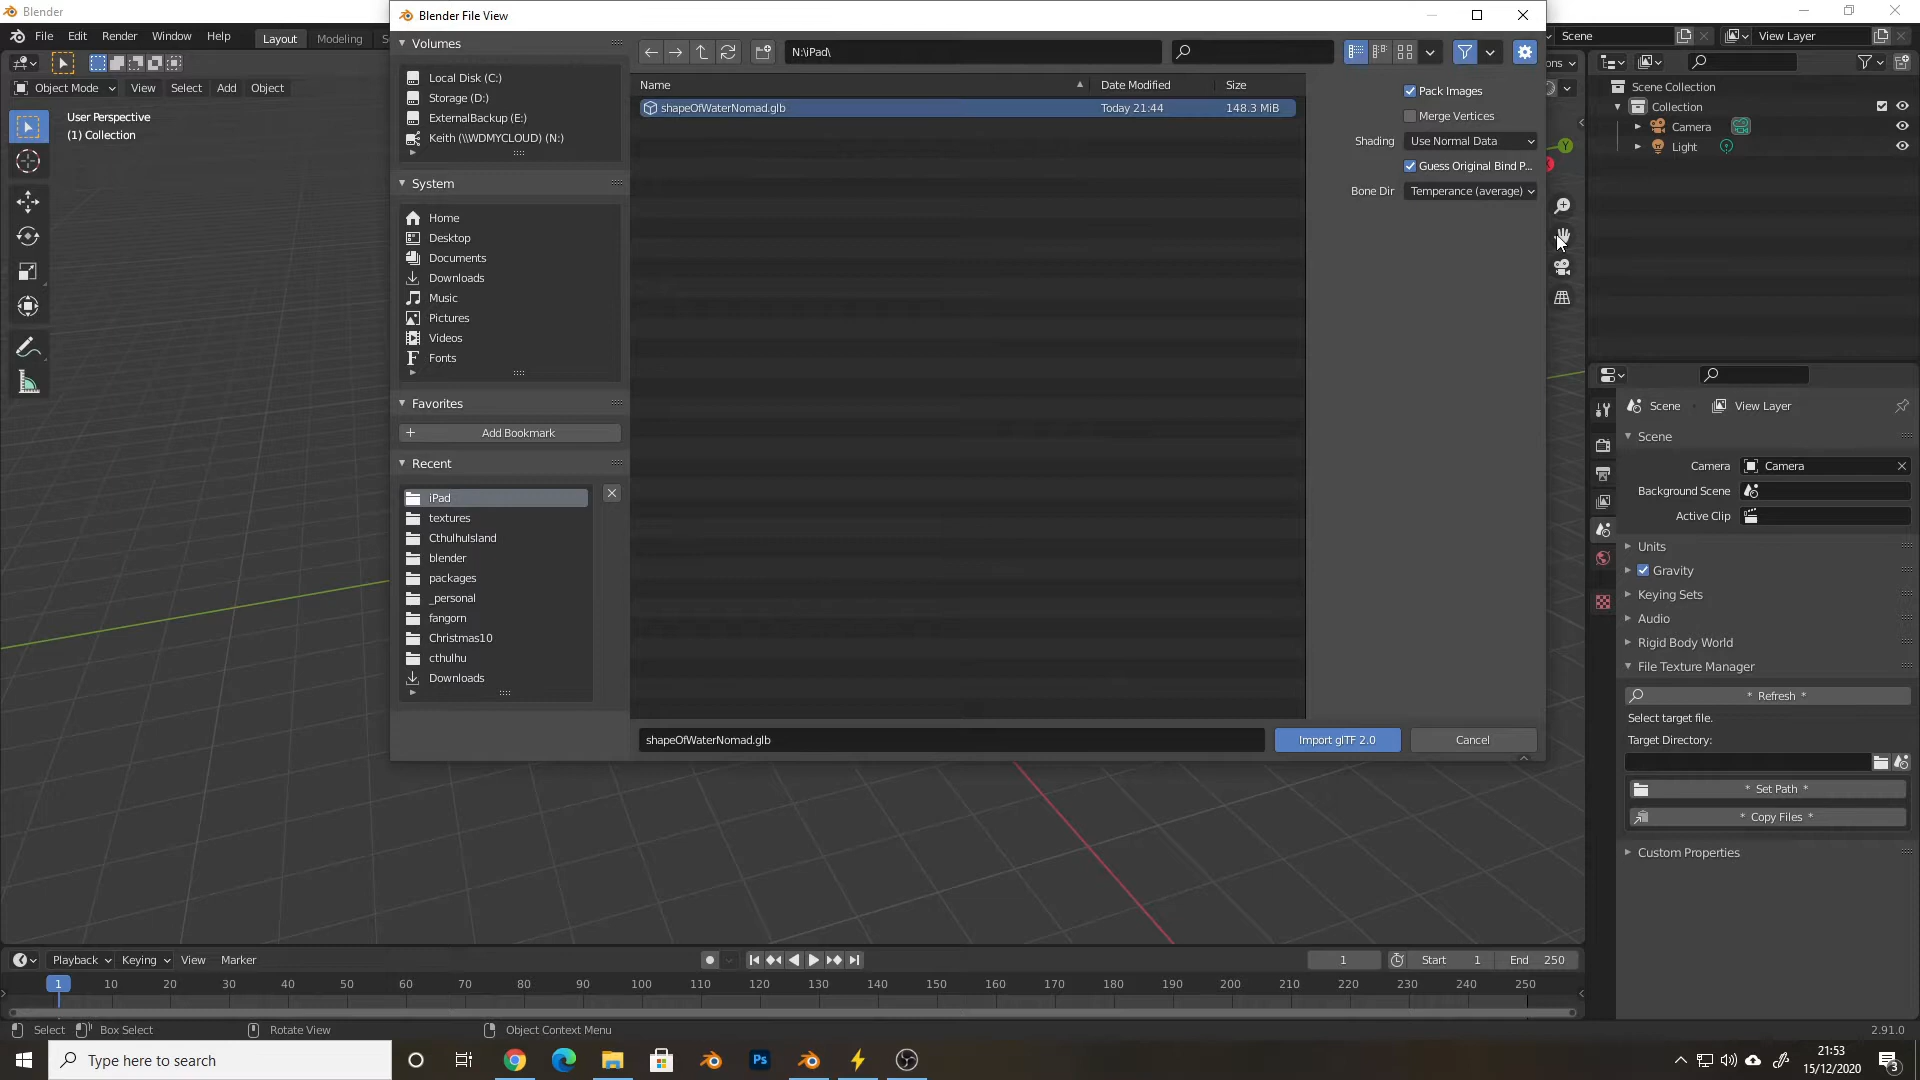 Blender
File Edit Render Window Help Layout Modeling S
Blender File View
Scene
View Layer
Object Mode View Select Add Object
User Perspective
(1) Collection
Volumes
Local Disk (C:)
Storage (D:)
ExternalBackup (E:)
Keith (\\WDMYCLOUD) (N:)
System
Home
Desktop
Documents
Downloads
Music
Pictures
Videos
Fonts
Favorites
Add Bookmark
Recent
iPad
textures
CthulhuIsland
blender
packages
_personal
fangorn
Christmas10
cthulhu
Downloads
N:\iPad\
Name Date Modified Size
shapeOfWaterNomad.glb Today 21:44 148.3 MiB
Pack Images
Merge Vertices
Shading Use Normal Data
Guess Original Bind P...
Bone Dir Temperance (average)
shapeOfWaterNomad.glb Import glTF 2.0 Cancel
ons
Y
X
Scene Collection
Collection
Camera
Light
Scene View Layer
Scene
Camera Camera
Background Scene
Active Clip
Units
Gravity
Keying Sets
Audio
Rigid Body World
File Texture Manager
* Refresh *
Select target file.
Target Directory:
* Set Path *
* Copy Files *
Custom Properties
Playback Keying View Marker 1 Start 1 End 250
1 10 20 30 40 50 60 70 80 90 100 110 120 130 140 150 160 170 180 190 200 210 220 230 240 250
Select Box Select Rotate View Object Context Menu 2.91.0
Type here to search
Ps
21:53
15/12/2020
3